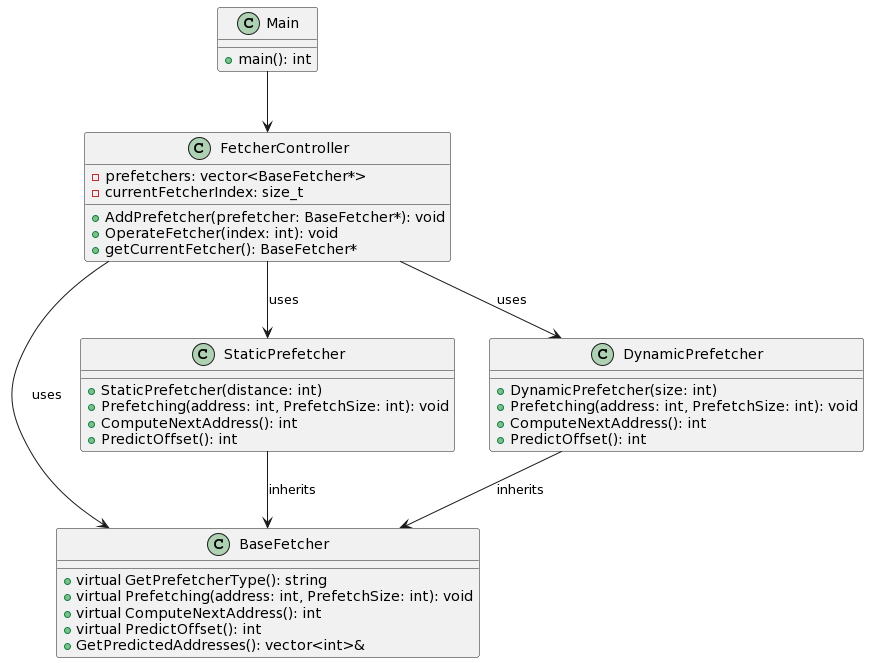 C Main
main(): int
C FetcherController
prefetchers: vector<BaseFetcher*>
currentFetcherIndex: size_t
AddPrefetcher(prefetcher: BaseFetcher*): void
OperateFetcher(index: int): void
getCurrentFetcher(): BaseFetcher*
uses
uses
uses
C StaticPrefetcher
StaticPrefetcher(distance: int)
Prefetching(address: int, PrefetchSize: int): void
ComputeNextAddress(): int
PredictOffset(): int
C DynamicPrefetcher
DynamicPrefetcher(size: int)
Prefetching(address: int, PrefetchSize: int): void
ComputeNextAddress(): int
PredictOffset(): int
inherits
inherits
C BaseFetcher
virtual GetPrefetcherType(): string
virtual Prefetching(address: int, PrefetchSize: int): void
virtual ComputeNextAddress(): int
virtual PredictOffset(): int
GetPredictedAddresses(): vector<int>&